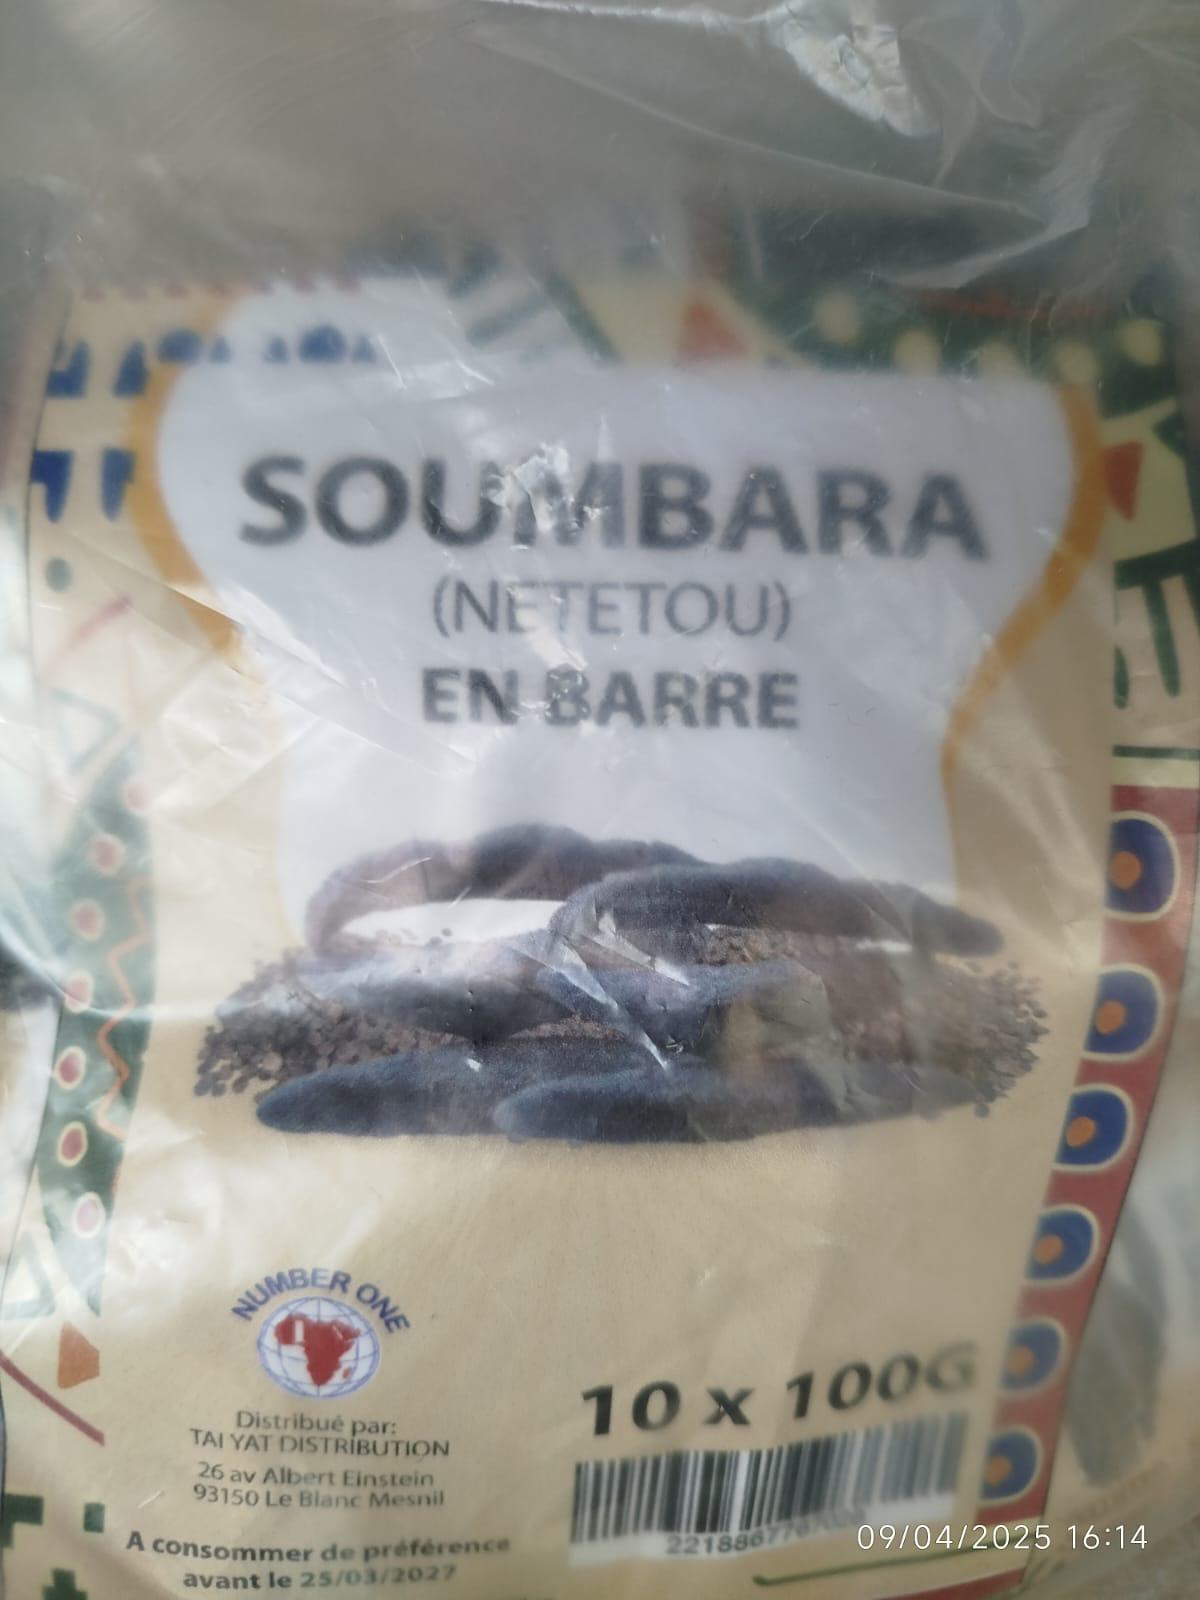 SOUMBARA
(NETETOU)
EN BARRE
NUMBER ONE
Distribué par:
TAI YAT DISTRIBUTION
26 av Albert Einstein
93150 Le Blanc Mesnil
A consommer de préférence
avant le 25/03/2027
10 x 100G
09/04/2025 16:14